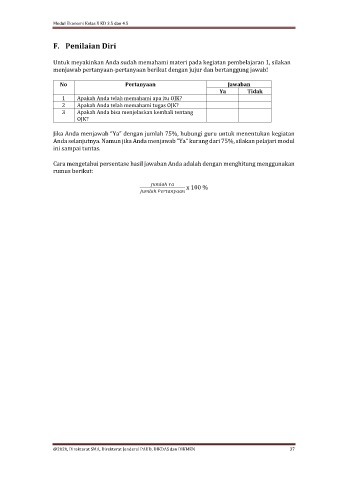 Modul Ekonomi Kelas X KD 3.5 dan 4.5
F. Penilaian Diri
Untuk meyakinkan Anda sudah memahami materi pada kegiatan pembelajaran 1, silakan
menjawab pertanyaan-pertanyaan berikut dengan jujur dan bertanggung jawab!
No Pertanyaan Jawaban
Ya Tidak
1 Apakah Anda telah memahami apa itu OJK?
2 Apakah Anda telah memahami tugas OJK?
3 Apakah Anda bisa menjelaskan kembali tentang
OJK?
Jika Anda menjawab “Ya” dengan jumlah 75%, hubungi guru untuk menentukan kegiatan
Anda selanjutnya. Namun jika Anda menjawab “Ya” kurang dari 75%, silakan pelajari modul
ini sampai tuntas.
Cara mengetahui persentase hasil jawaban Anda adalah dengan menghitung menggunakan
rumus berikut:
Jumlah Ya
Jumlah Pertanyaan x 100 %
@2020, Direktorat SMA, Direktorat Jenderal PAUD, DIKDAS dan DIKMEN 37